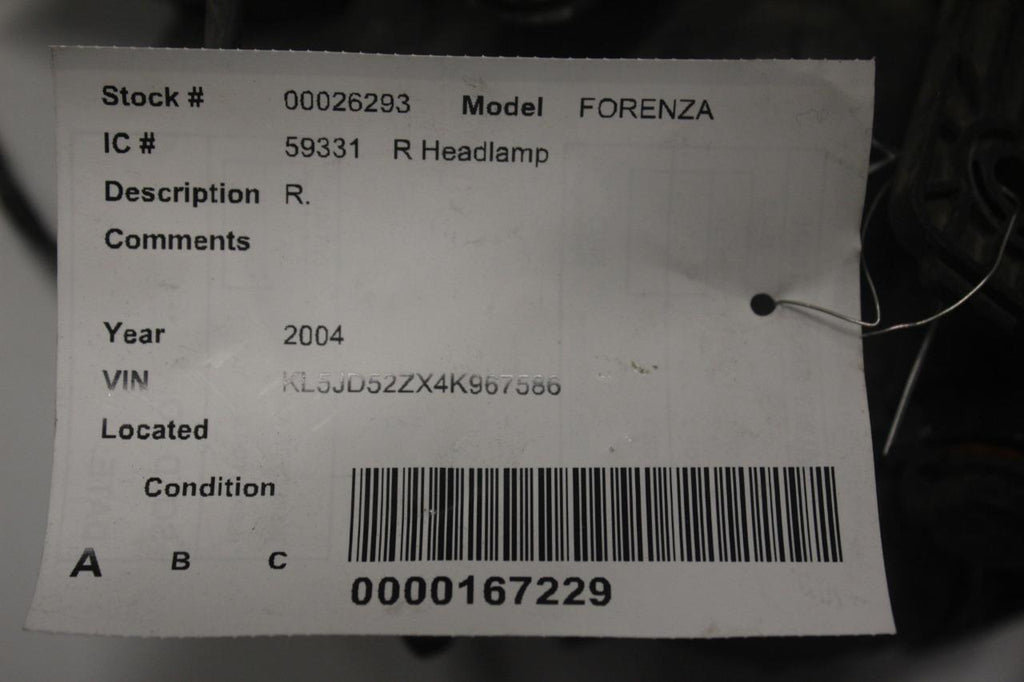 Stock # 00026293 Model FORENZA
IC # 59331 R Headlamp
Description R.
Comments
Year 2004
VIN KL5JD52ZX4K967586
Located
Condition
A B C
0000167229